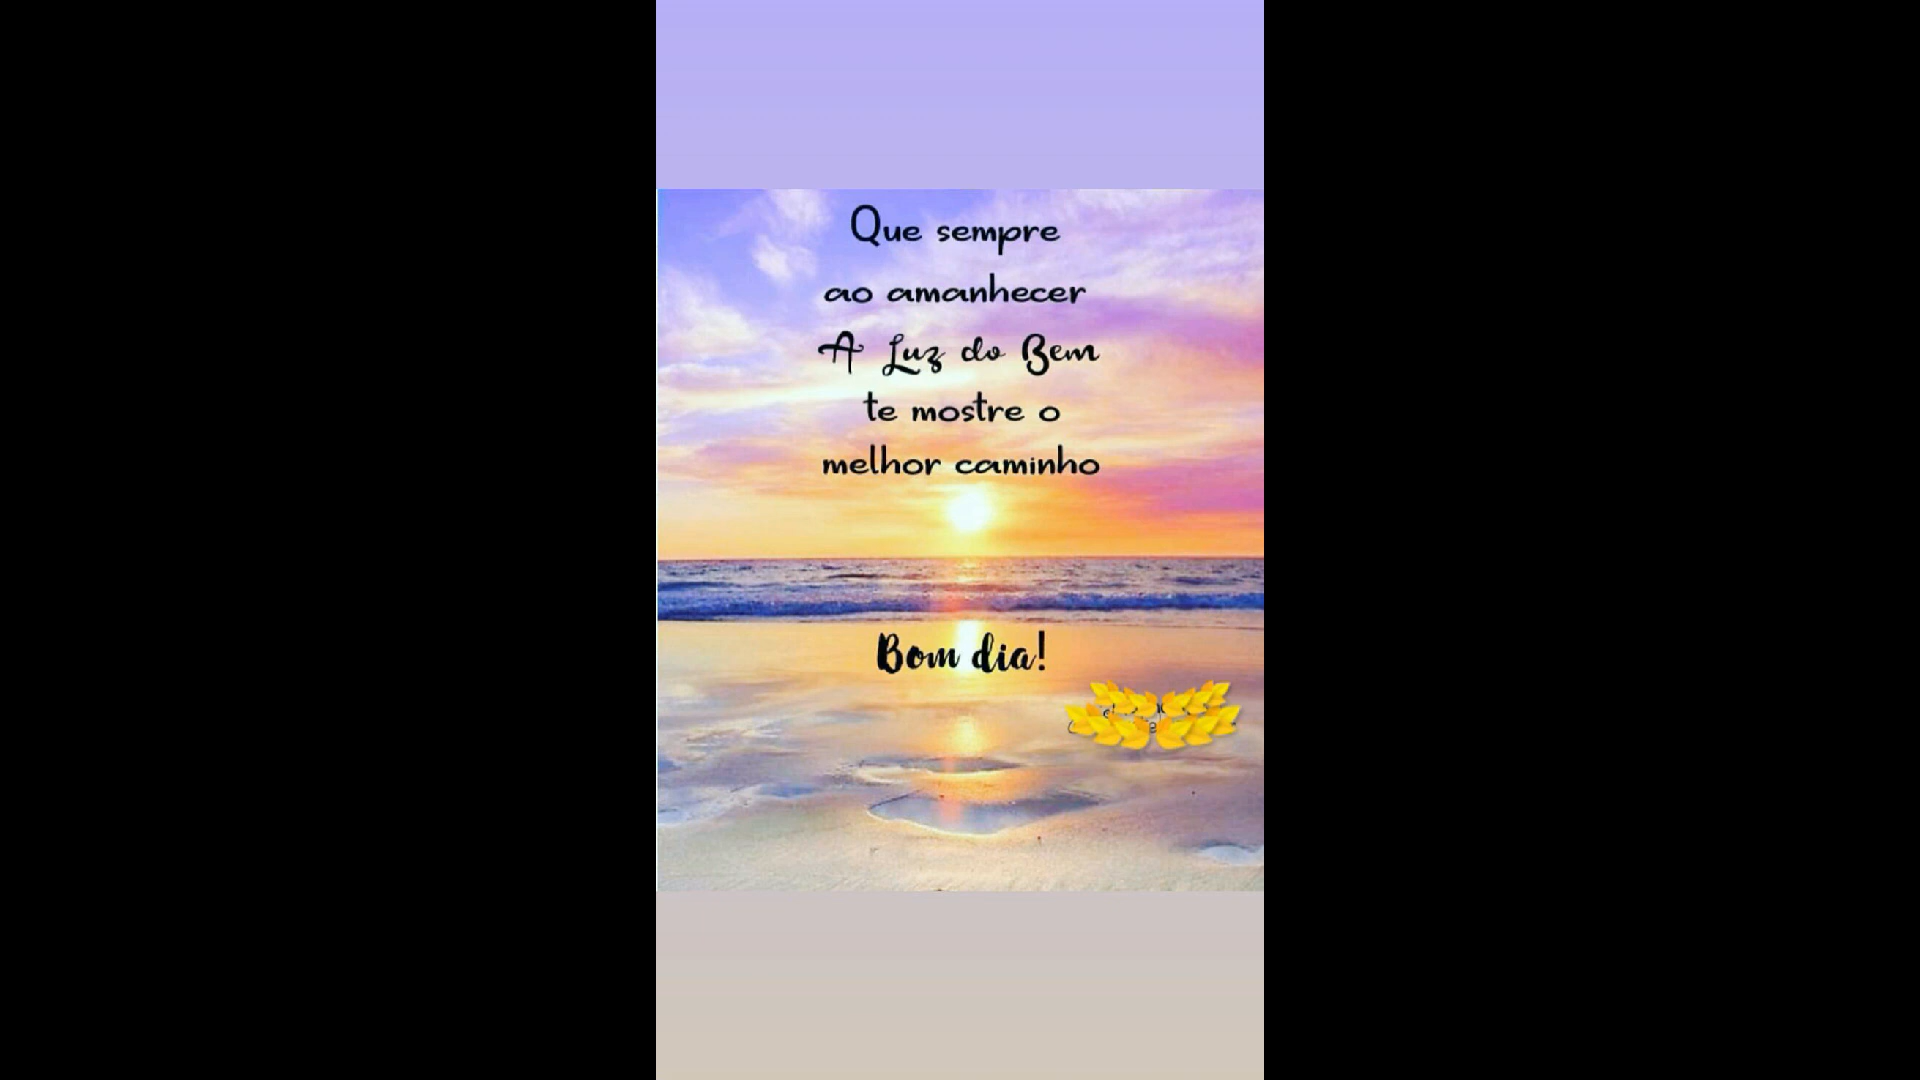 Que sempre
ao amanhecer
A Luz do Bem
te mostre o
melhor caminho
Bom dia!